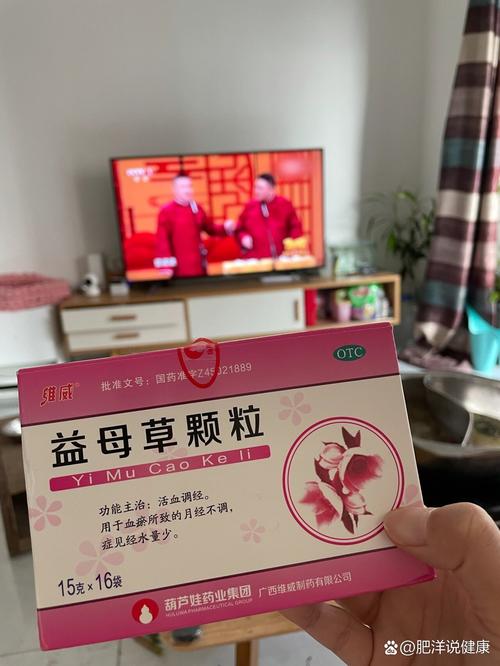 维威®
批准文号：国药准字Z45021889
OTC
益母草颗粒
Yi Mu Cao Ke li
功能主治：活血调经。
用于血瘀所致的月经不调，
症见经水量少。
15克×16袋
葫芦娃药业集团
HULUWA PHARMACEUTICAL GROUP
广西维威制药有限公司
@肥洋说健康